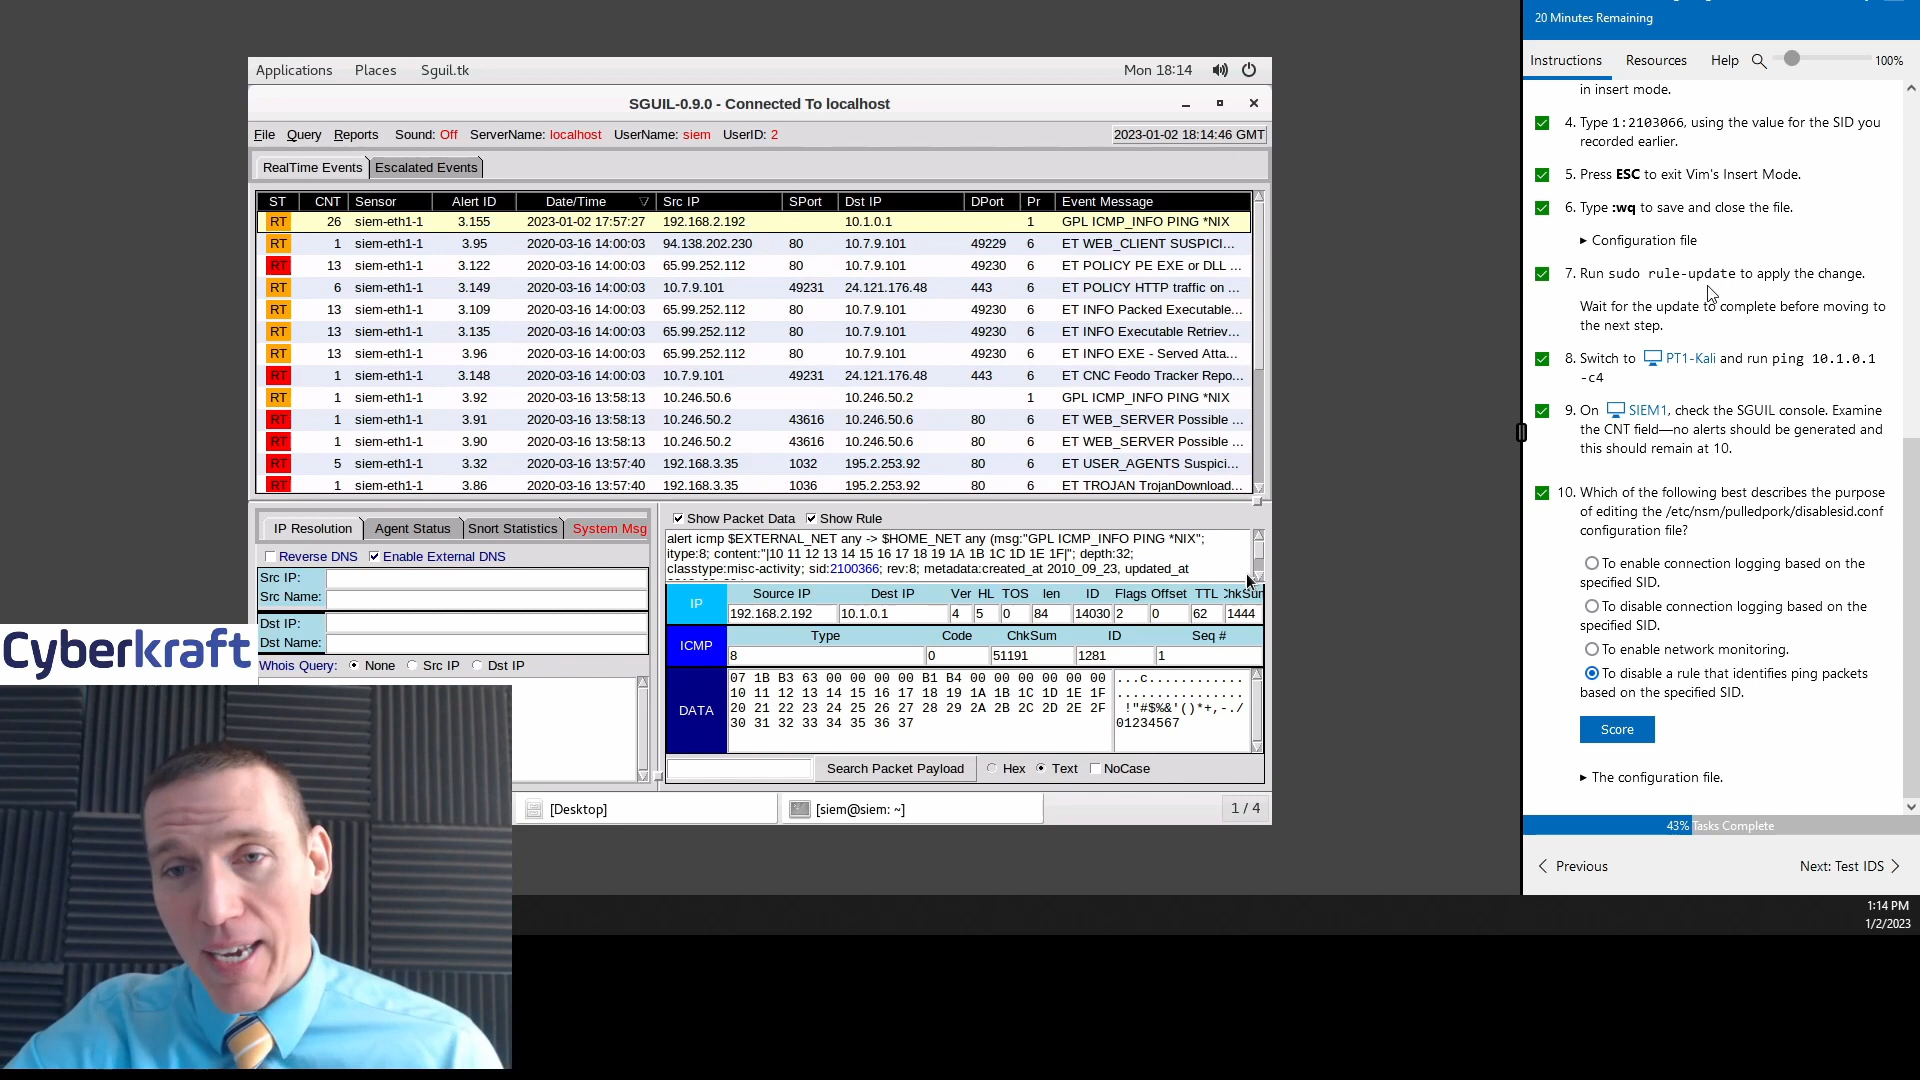 20 Minutes Remaining
Instructions Resources Help 100%
in insert mode.
4. Type 1:2103066, using the value for the SID you
recorded earlier.
5. Press ESC to exit Vim's Insert Mode.
6. Type :wq to save and close the file.
Configuration file
7. Run sudo rule-update to apply the change.
Wait for the update to complete before moving to
the next step.
8. Switch to PT1-Kali and run ping 10.1.0.1
-c4
9. On SIEM1, check the SGUIL console. Examine
the CNT field—no alerts should be generated and
this should remain at 10.
10. Which of the following best describes the purpose
of editing the /etc/nsm/pulledpork/disablesid.conf
configuration file?
To enable connection logging based on the
specified SID.
To disable connection logging based on the
specified SID.
To enable network monitoring.
To disable a rule that identifies ping packets
based on the specified SID.
Score
The configuration file.
43% Tasks Complete
Previous Next: Test IDS
1:14 PM
1/2/2023
Applications Places Sguil.tk Mon 18:14
SGUIL-0.9.0 - Connected To localhost
File Query Reports Sound: Off ServerName: localhost UserName: siem UserID: 2 2023-01-02 18:14:46 GMT
RealTime Events Escalated Events
ST CNT Sensor Alert ID Date/Time Src IP SPort Dst IP DPort Pr Event Message
RT 26 siem-eth1-1 3.155 2023-01-02 17:57:27 192.168.2.192 10.1.0.1 1 GPL ICMP_INFO PING *NIX
RT 1 siem-eth1-1 3.95 2020-03-16 14:00:03 94.138.202.230 80 10.7.9.101 49229 6 ET WEB_CLIENT SUSPICI...
RT 13 siem-eth1-1 3.122 2020-03-16 14:00:03 65.99.252.112 80 10.7.9.101 49230 6 ET POLICY PE EXE or DLL ...
RT 6 siem-eth1-1 3.149 2020-03-16 14:00:03 10.7.9.101 49231 24.121.176.48 443 6 ET POLICY HTTP traffic on ...
RT 13 siem-eth1-1 3.109 2020-03-16 14:00:03 65.99.252.112 80 10.7.9.101 49230 6 ET INFO Packed Executable...
RT 13 siem-eth1-1 3.135 2020-03-16 14:00:03 65.99.252.112 80 10.7.9.101 49230 6 ET INFO Executable Retriev...
RT 13 siem-eth1-1 3.96 2020-03-16 14:00:03 65.99.252.112 80 10.7.9.101 49230 6 ET INFO EXE - Served Atta...
RT 1 siem-eth1-1 3.148 2020-03-16 14:00:03 10.7.9.101 49231 24.121.176.48 443 6 ET CNC Feodo Tracker Repo...
RT 1 siem-eth1-1 3.92 2020-03-16 13:58:13 10.246.50.6 10.246.50.2 1 GPL ICMP_INFO PING *NIX
RT 1 siem-eth1-1 3.91 2020-03-16 13:58:13 10.246.50.2 43616 10.246.50.6 80 6 ET WEB_SERVER Possible ...
RT 1 siem-eth1-1 3.90 2020-03-16 13:58:13 10.246.50.2 43616 10.246.50.6 80 6 ET WEB_SERVER Possible ...
RT 5 siem-eth1-1 3.32 2020-03-16 13:57:40 192.168.3.35 1032 195.2.253.92 80 6 ET USER_AGENTS Suspici...
RT 1 siem-eth1-1 3.86 2020-03-16 13:57:40 192.168.3.35 1036 195.2.253.92 80 6 ET TROJAN TrojanDownload...
IP Resolution Agent Status Snort Statistics System Msg
Reverse DNS Enable External DNS
Src IP:
Src Name:
Dst IP:
Dst Name:
Whois Query: None Src IP Dst IP
Show Packet Data Show Rule
alert icmp $EXTERNAL_NET any -> $HOME_NET any (msg:"GPL ICMP_INFO PING *NIX";
itype:8; content:"|10 11 12 13 14 15 16 17 18 19 1A 1B 1C 1D 1E 1F|"; depth:32;
classtype:misc-activity; sid:2100366; rev:8; metadata:created_at 2010_09_23, updated_at
IP Source IP Dest IP Ver HL TOS len ID Flags Offset TTL ChkSum
192.168.2.192 10.1.0.1 4 5 0 84 14030 2 0 62 1444
ICMP Type Code ChkSum ID Seq #
8 0 51191 1281 1
DATA
07 1B B3 63 00 00 00 00 B1 B4 00 00 00 00 00 00 ...c............
10 11 12 13 14 15 16 17 18 19 1A 1B 1C 1D 1E 1F ................
20 21 22 23 24 25 26 27 28 29 2A 2B 2C 2D 2E 2F !"#$%&'()*+,-./
30 31 32 33 34 35 36 37 01234567
Search Packet Payload Hex Text NoCase
[Desktop] [siem@siem: ~] 1 / 4
Cyberkraft